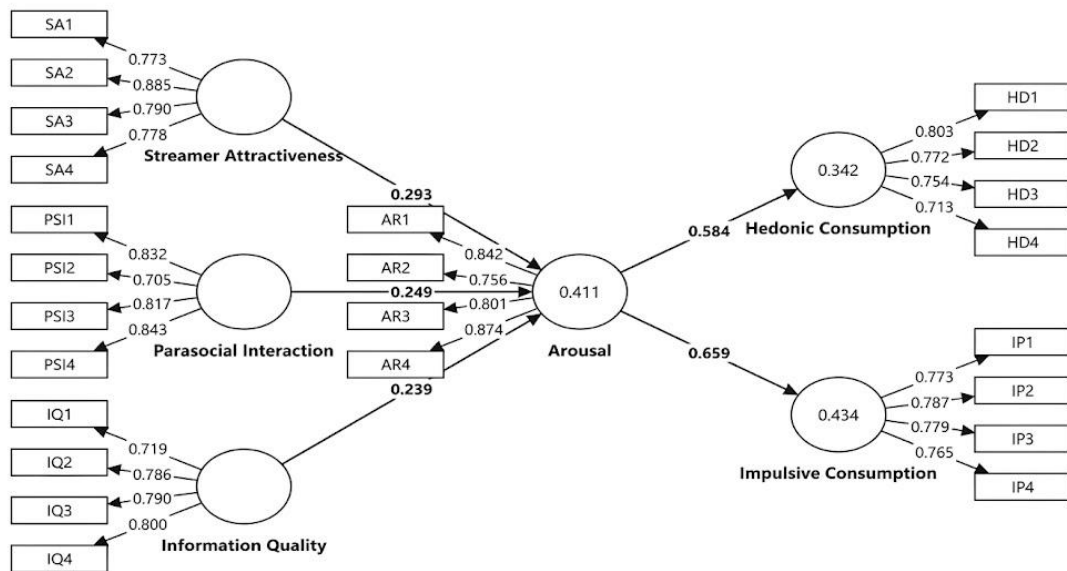 SA1
0.773
SA2
0.885
SA3
0.790
SA4
0.778
Streamer Attractiveness
0.293
PSI1
0.832
PSI2
0.705
PSI3
0.817
PSI4
0.843
Parasocial Interaction
0.249
IQ1
0.719
IQ2
0.786
IQ3
0.790
IQ4
0.800
Information Quality
0.239
AR1
0.842
AR2
0.756
AR3
0.801
AR4
0.874
0.411
Arousal
0.584
0.659
0.342
Hedonic Consumption
HD1
0.803
HD2
0.772
HD3
0.754
HD4
0.713
0.434
Impulsive Consumption
IP1
0.773
IP2
0.787
IP3
0.779
IP4
0.765